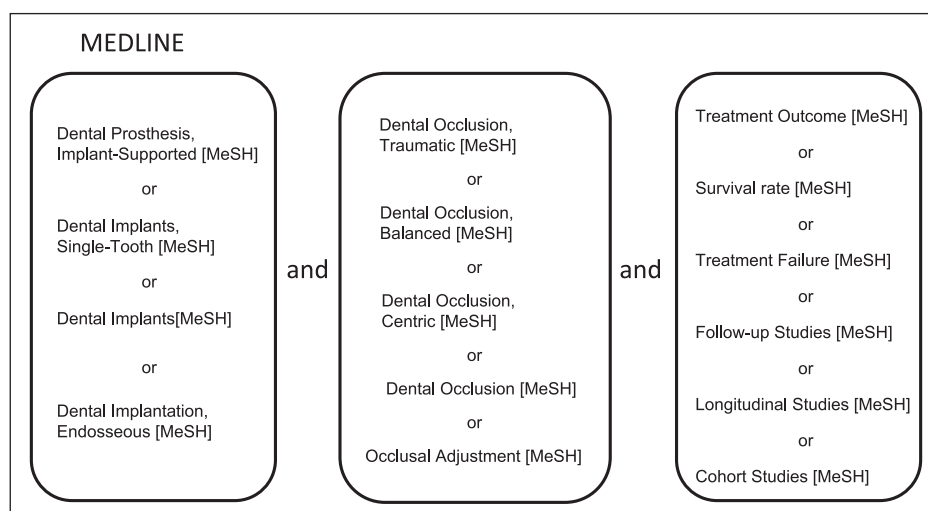 MEDLINE
Dental Prosthesis,
Implant-Supported [MeSH]
or
Dental Implants,
Single-Tooth [MeSH]
or
Dental Implants[MeSH]
or
Dental Implantation,
Endosseous [MeSH]
and
Dental Occlusion,
Traumatic [MeSH]
or
Dental Occlusion,
Balanced [MeSH]
or
Dental Occlusion,
Centric [MeSH]
or
Dental Occlusion [MeSH]
or
Occlusal Adjustment [MeSH]
and
Treatment Outcome [MeSH]
or
Survival rate [MeSH]
or
Treatment Failure [MeSH]
or
Follow-up Studies [MeSH]
or
Longitudinal Studies [MeSH]
or
Cohort Studies [MeSH]